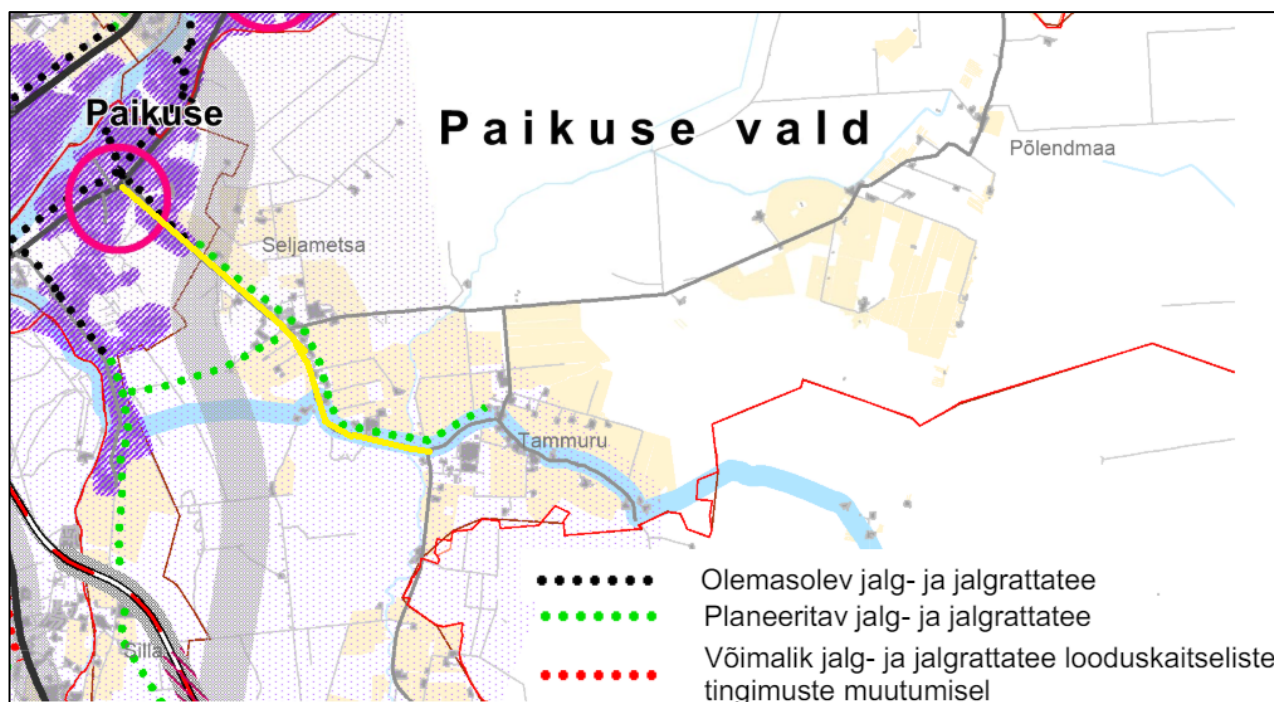 Paikuse
Paikuse vald
Põlendmaa
Seljametsa
Tammuru
Silla
Olemasolev jalg- ja jalgrattatee
Planeeritav jalg- ja jalgrattatee
Võimalik jalg- ja jalgrattatee looduskaitseliste
tingimuste muutumisel